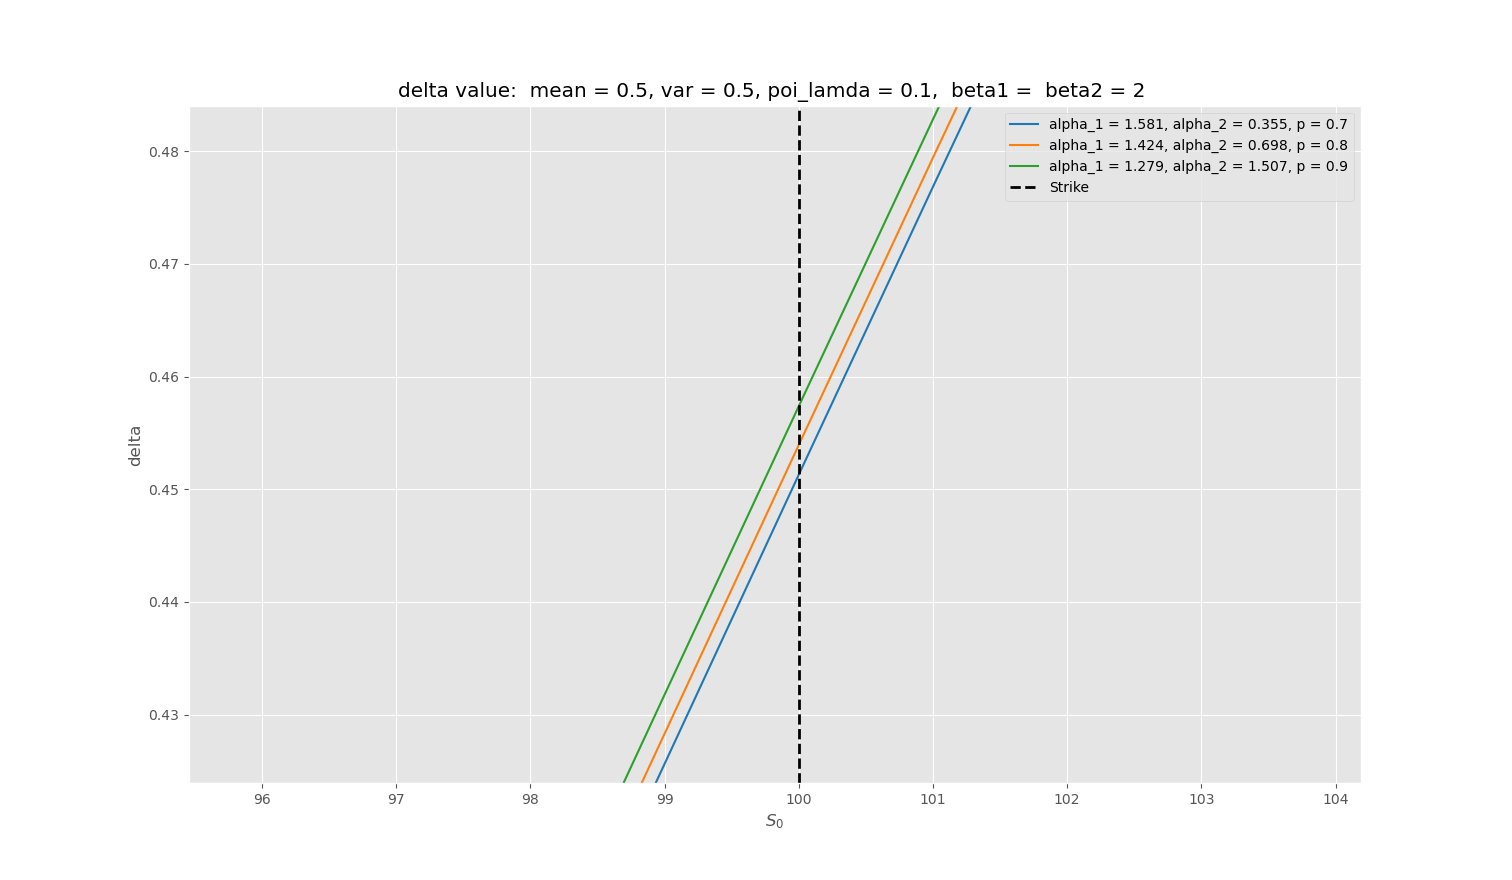 delta value:  mean = 0.5, var = 0.5, poi_lamda = 0.1,  beta1 =  beta2 = 2
alpha_1 = 1.581, alpha_2 = 0.355, p = 0.7
alpha_1 = 1.424, alpha_2 = 0.698, p = 0.8
alpha_1 = 1.279, alpha_2 = 1.507, p = 0.9
Strike
delta
0.48
0.47
0.46
0.45
0.44
0.43
96 97 98 99 100 101 102 103 104
S₀